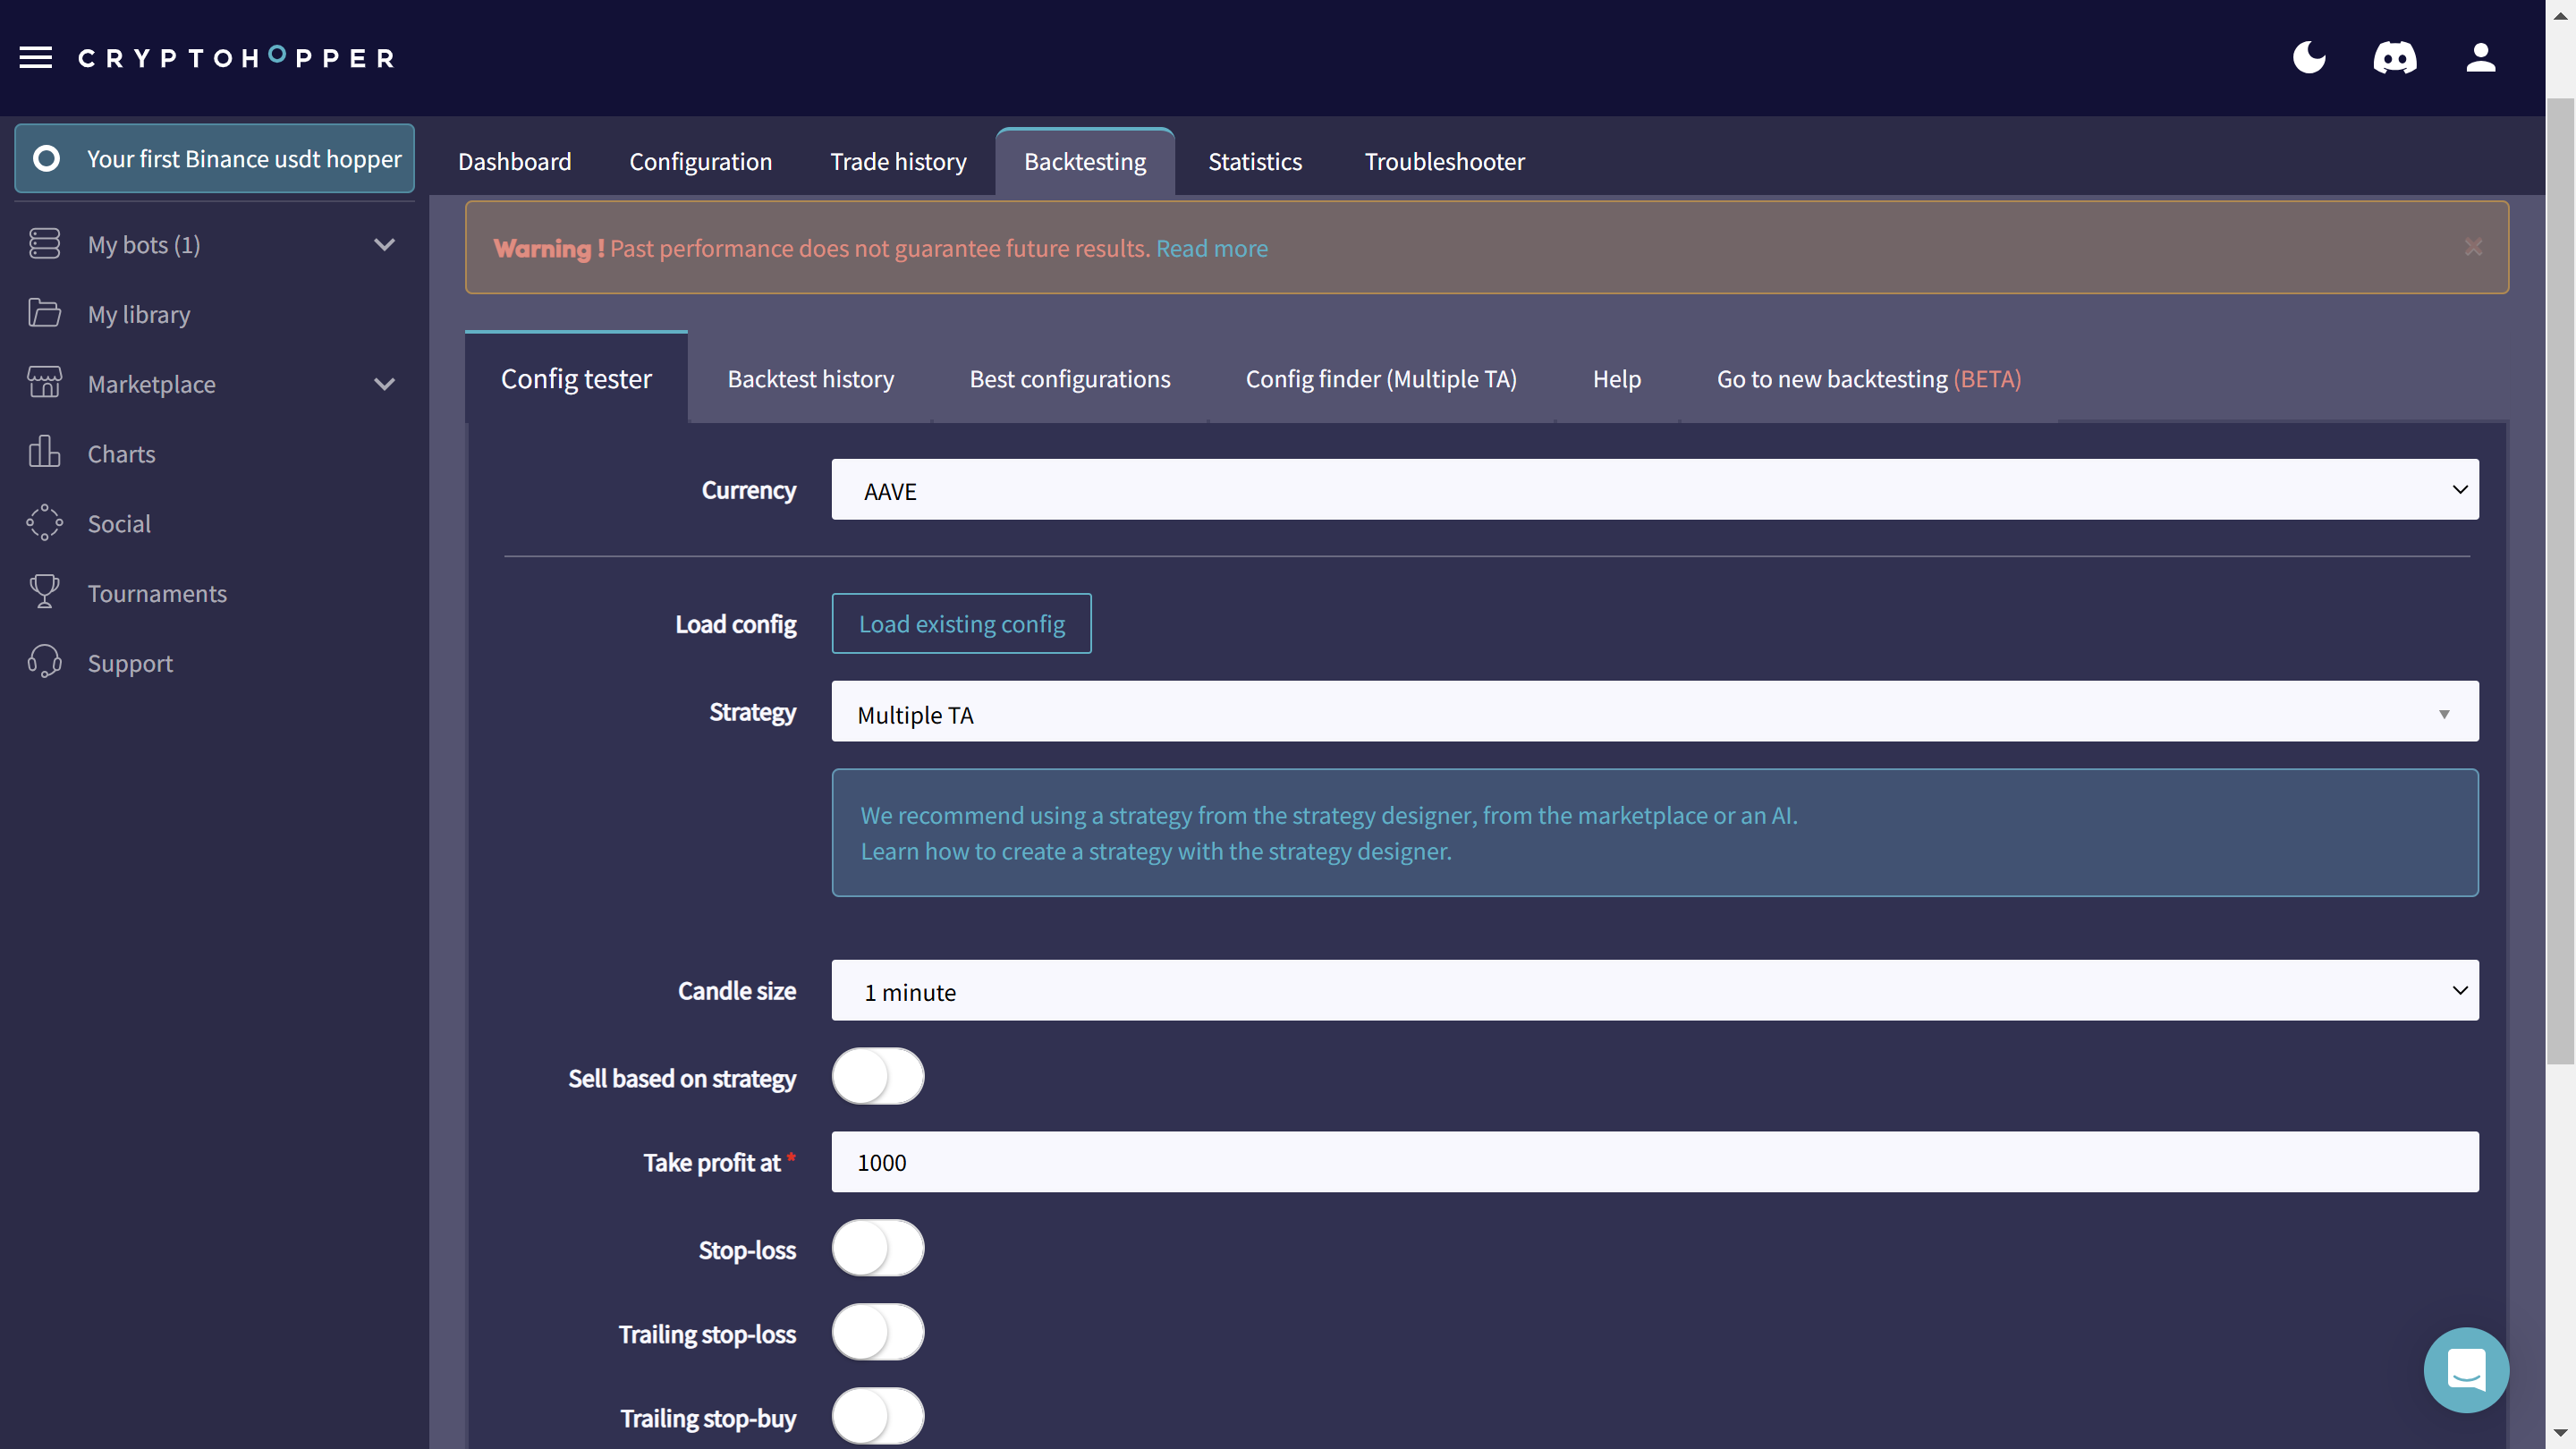 CRYPTOHOPPER
Your first Binance usdt hopper
Dashboard
Configuration
Trade history
Backtesting
Statistics
Troubleshooter
My bots (1)
My library
Marketplace
Charts
Social
Tournaments
Support
Warning ! Past performance does not guarantee future results. Read more
Config tester
Backtest history
Best configurations
Config finder (Multiple TA)
Help
Go to new backtesting (BETA)
Currency
AAVE
Load config
Load existing config
Strategy
Multiple TA
We recommend using a strategy from the strategy designer, from the marketplace or an AI.
Learn how to create a strategy with the strategy designer.
Candle size
1 minute
Sell based on strategy
Take profit at *
1000
Stop-loss
Trailing stop-loss
Trailing stop-buy